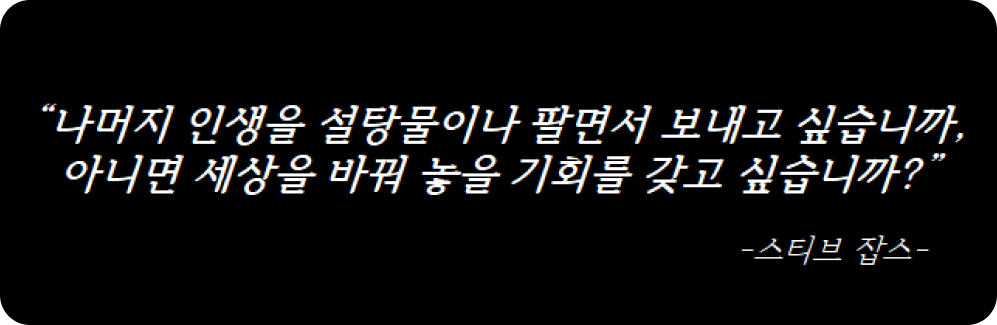 “나머지 인생을 설탕물이나 팔면서 보내고 싶습니까,
아니면 세상을 바꿔 놓을 기회를 갖고 싶습니까?”
-스티브 잡스-